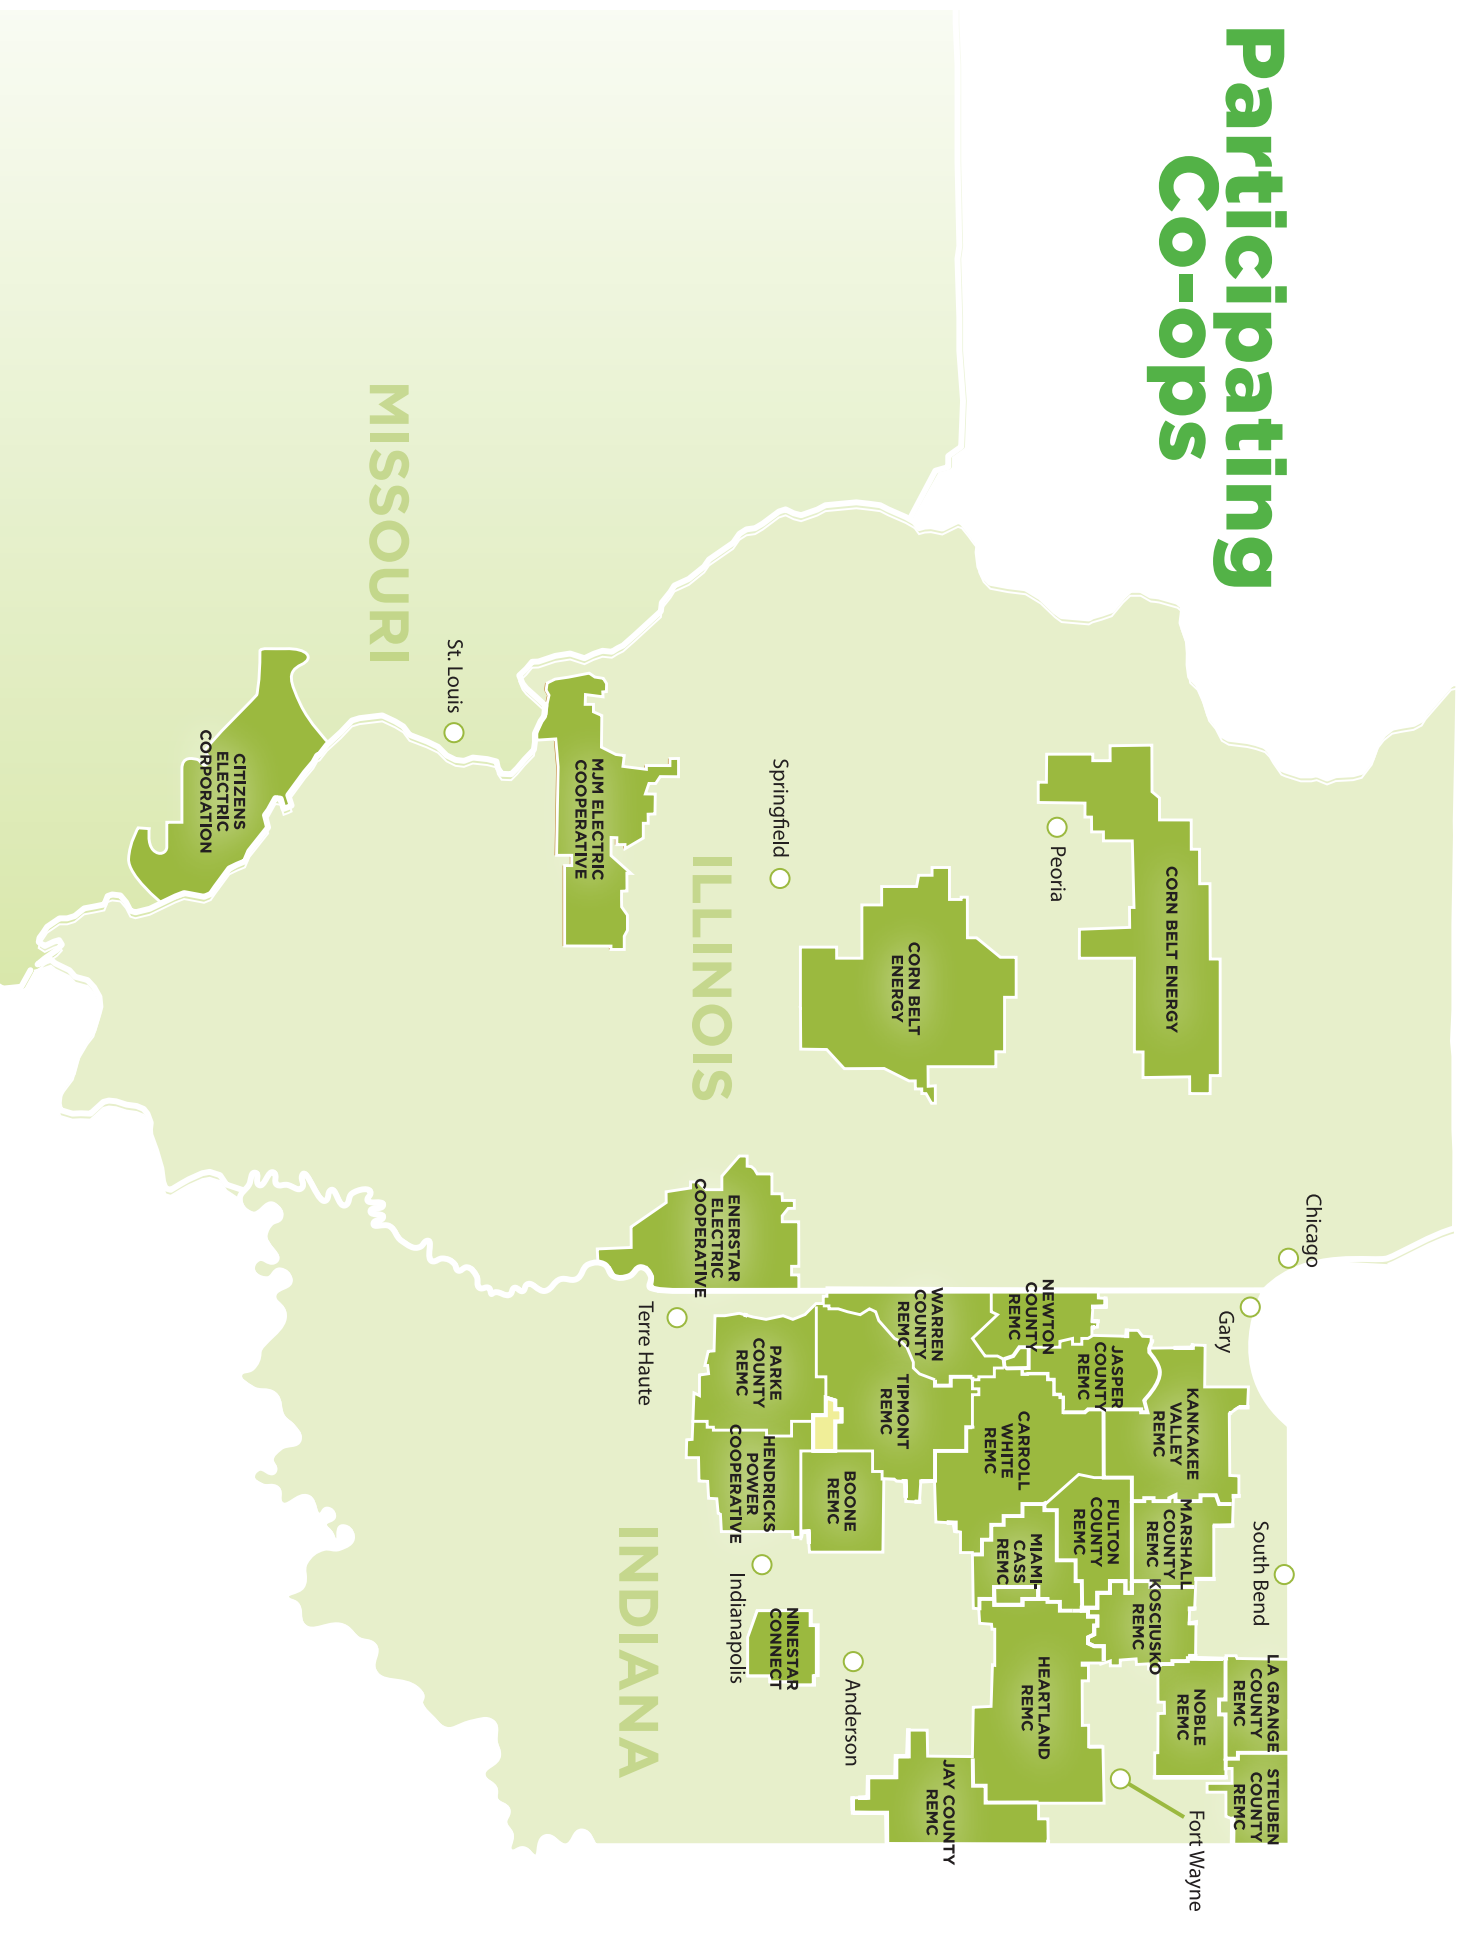 Participating
Co-ops
MISSOURI
ILLINOIS
INDIANA
Chicago
Gary
South Bend
Fort Wayne
Peoria
Springfield
St. Louis
Terre Haute
Indianapolis
Anderson
CORN BELT ENERGY
CORN BELT
ENERGY
MJM ELECTRIC
COOPERATIVE
CITIZENS
ELECTRIC
CORPORATION
ENERSTAR
ELECTRIC
COOPERATIVE
NEWTON
COUNTY
REMC
JASPER
COUNTY
REMC
KANKAKEE
VALLEY
REMC
MARSHALL
COUNTY
REMC
KOSCIUSKO
REMC
LA GRANGE
COUNTY
REMC
STEUBEN
COUNTY
REMC
NOBLE
REMC
FULTON
COUNTY
REMC
WARREN
COUNTY
REMC
CARROLL
WHITE
REMC
MIAMI-
CASS
REMC
HEARTLAND
REMC
TIPMONT
REMC
JAY COUNTY
REMC
BOONE
REMC
PARKE
COUNTY
REMC
HENDRICKS
POWER
COOPERATIVE
NINESTAR
CONNECT